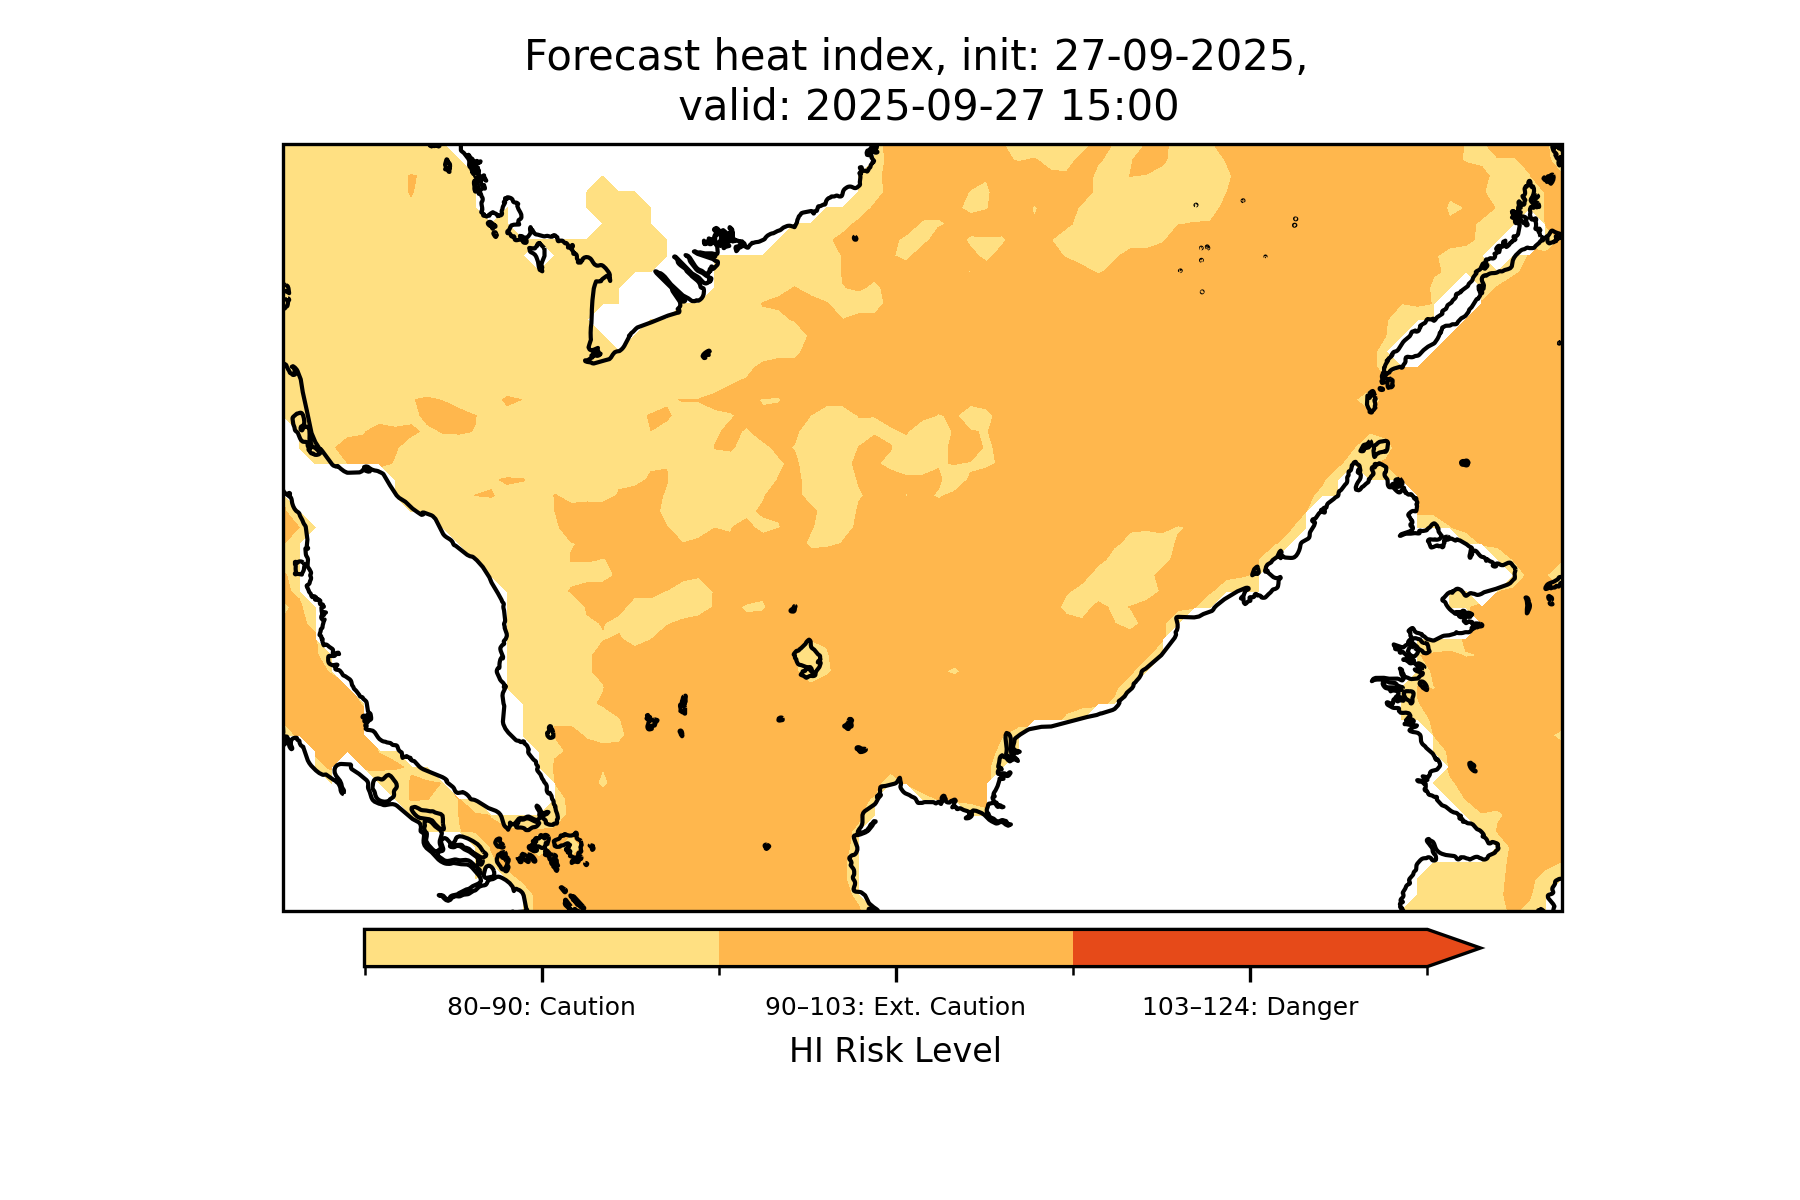 Forecast heat index, init: 27-09-2025,
valid: 2025-09-27 15:00
80–90: Caution
90–103: Ext. Caution
103–124: Danger
HI Risk Level